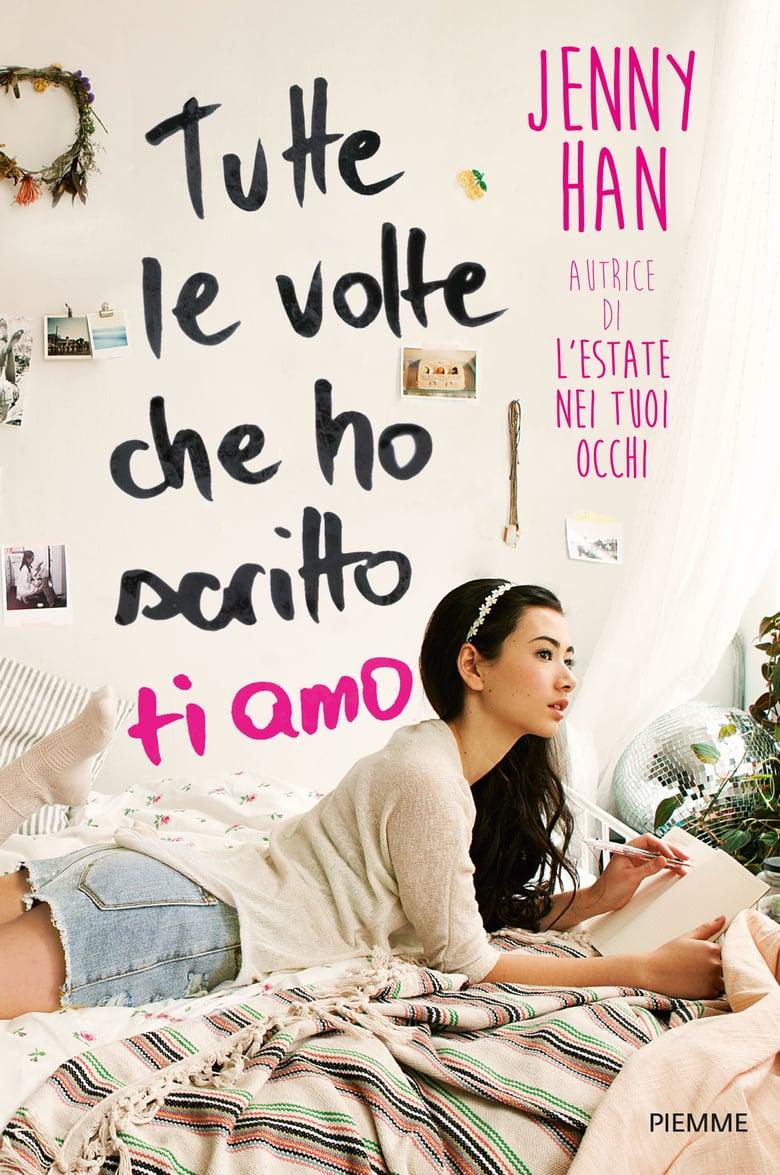 Tutte
le volte
che ho
scritto
ti amo
JENNY
HAN
AUTRICE
DI
L'ESTATE
NEI TUOI
OCCHI
PIEMME